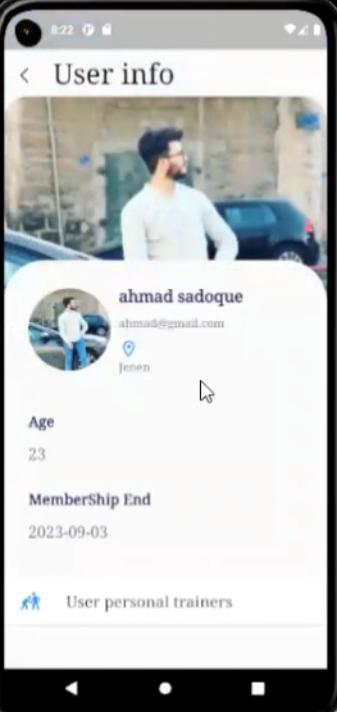 8:22
User info
ahmad sadoque
ahmad@gmail.com
Jenen
Age
23
MemberShip End
2023-09-03
User personal trainers